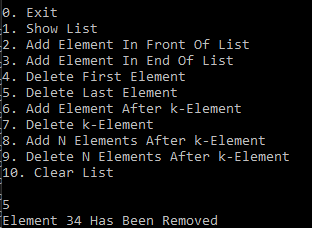 0. Exit
1. Show List
2. Add Element In Front Of List
3. Add Element In End Of List
4. Delete First Element
5. Delete Last Element
6. Add Element After k-Element
7. Delete k-Element
8. Add N Elements After k-Element
9. Delete N Elements After k-Element
10. Clear List
5
Element 34 Has Been Removed